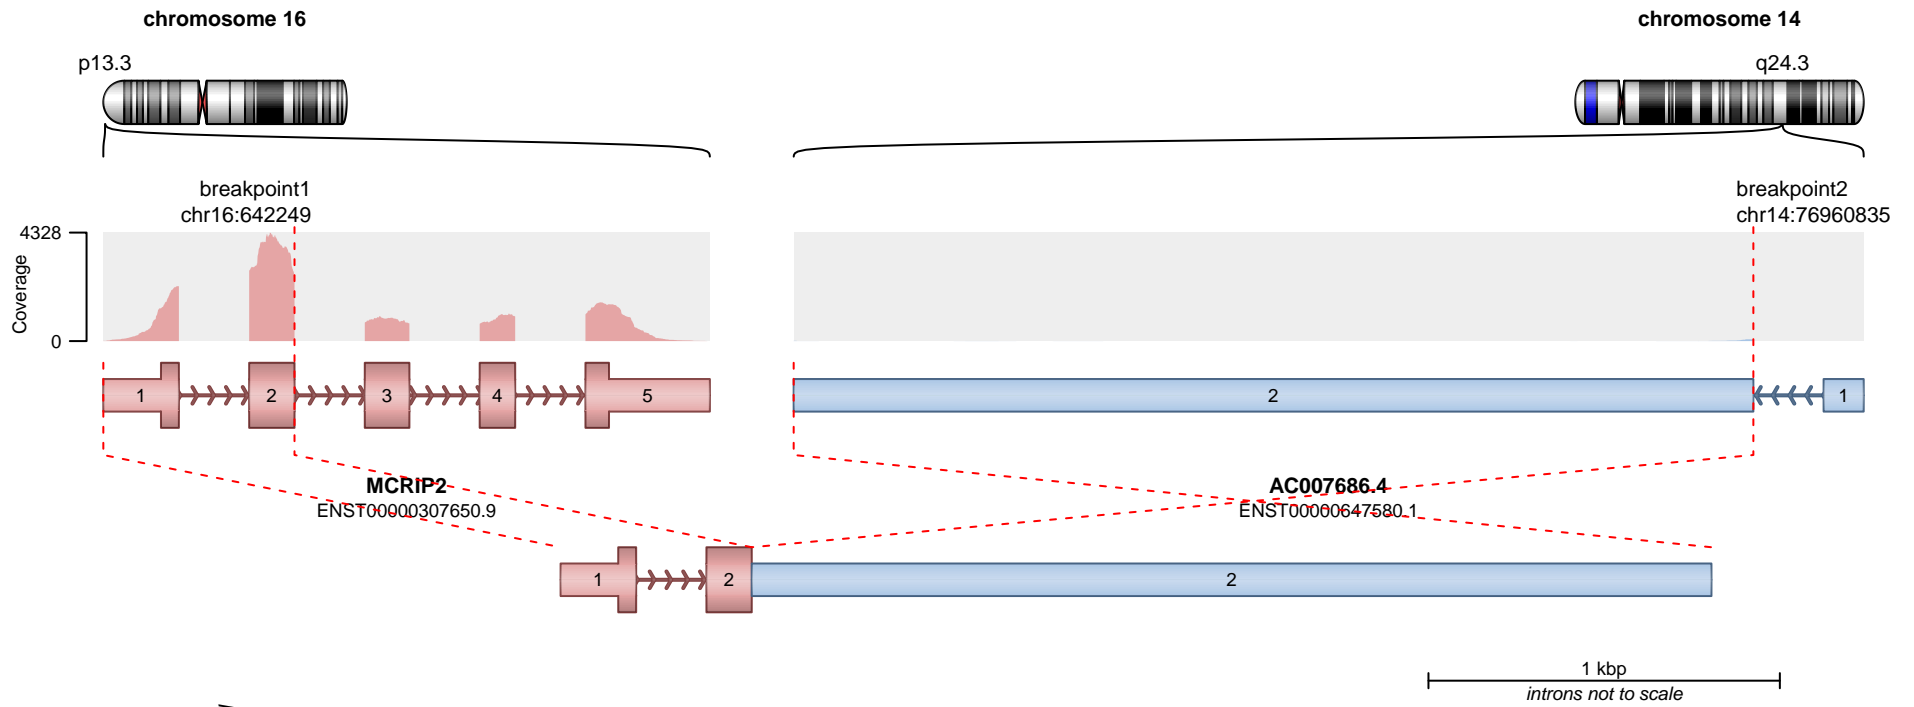 chromosome 16
chromosome 14
p13.3
q24.3
breakpoint1
chr16:642249
breakpoint2
chr14:76960835
4328
Coverage
0
1
2
3
4
5
2
1
MCRIP2
ENST00000307650.9
AC007686.4
ENST00000647580.1
1
2
2
1 kbp
introns not to scale